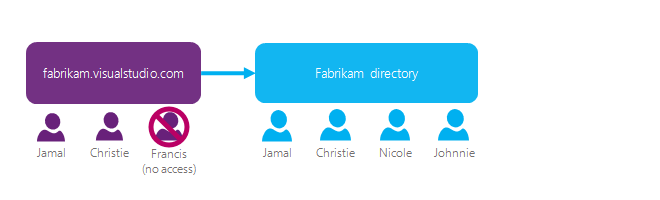 fabrikam.visualstudio.com
Fabrikam directory
Jamal
Christie
Francis
(no access)
Jamal
Christie
Nicole
Johnnie